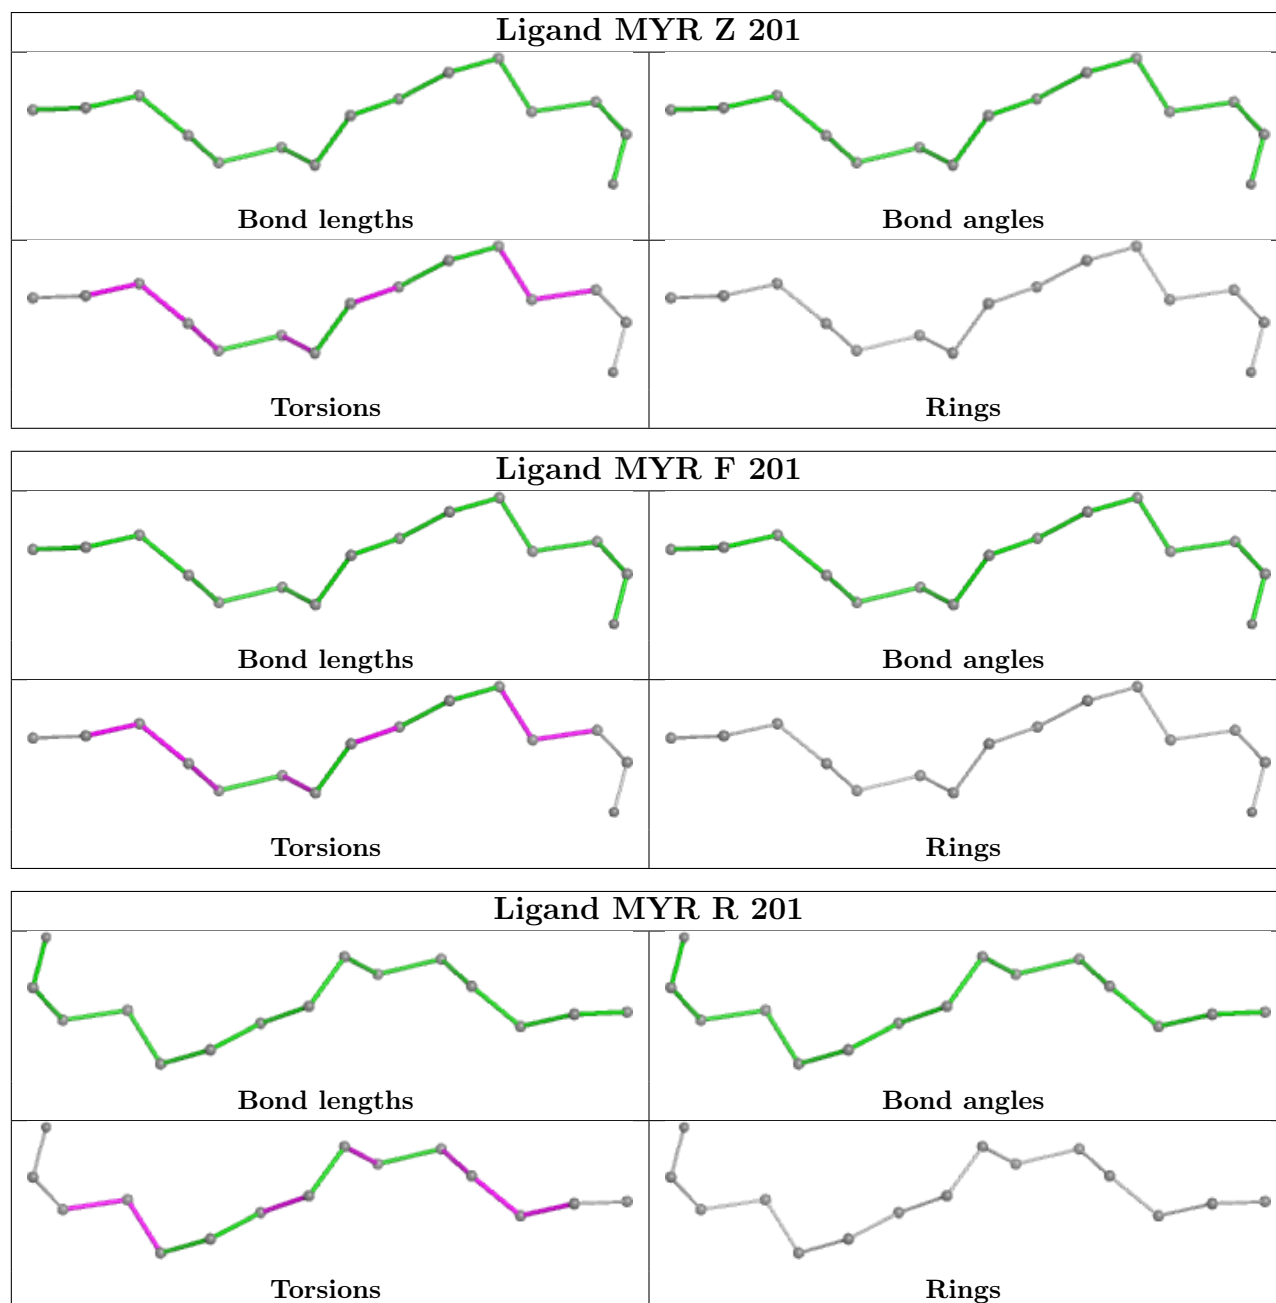 Ligand MYR Z 201
Bond lengths
Bond angles
Torsions
Rings
Ligand MYR F 201
Bond lengths
Bond angles
Torsions
Rings
Ligand MYR R 201
Bond lengths
Bond angles
Torsions
Rings